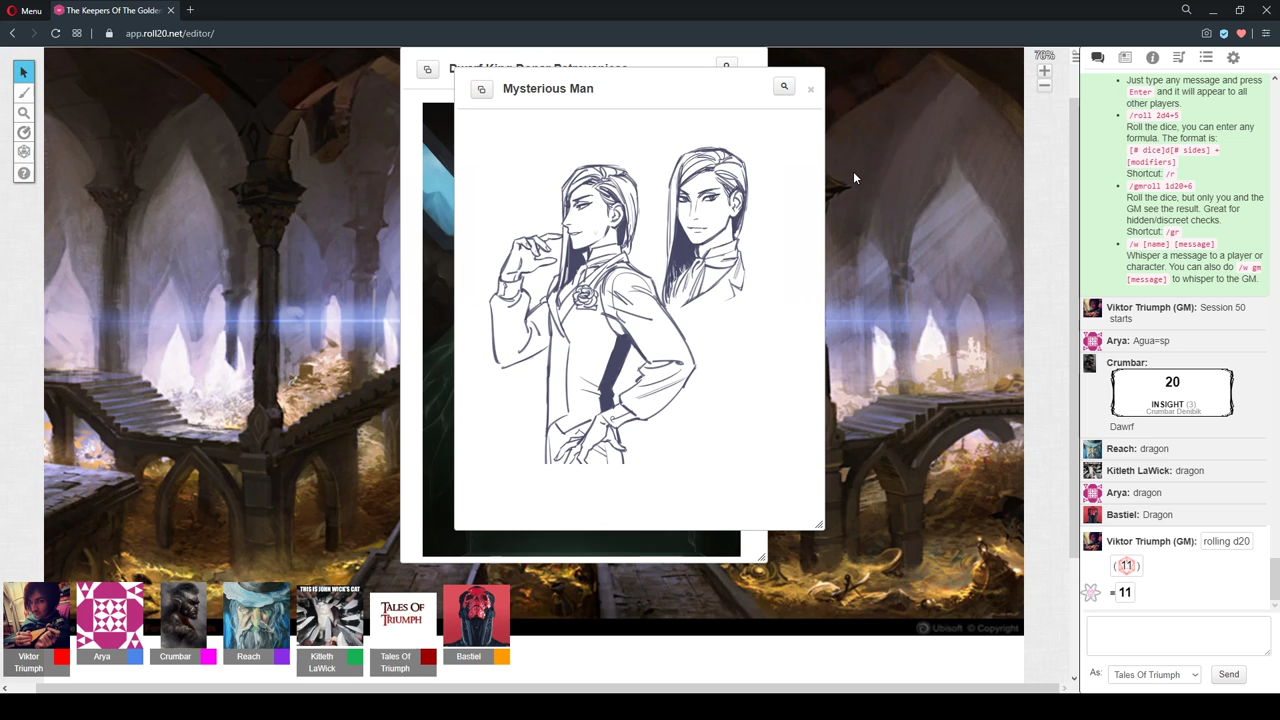 Menu
The Keepers Of The Golde
app.roll20.net/editor/
70%
Mysterious Man
Just type any message and press
Enter and it will appear to all
other players.
/roll 2d4+5
Roll the dice, you can enter any
formula. The format is:
[# dice]d[# sides] +
[modifiers]
Shortcut: /r
/gmroll 1d20+6
Roll the dice, but only you and the
GM see the result. Great for
hidden/discreet checks.
Shortcut: /gr
/w [name] [message]
Whisper a message to a player or
character. You can also do /w gm
[message] to whisper to the GM.
Viktor Triumph (GM): Session 50
starts
Arya: Agua=sp
Crumbar:
20
INSIGHT (3)
Crumbar Denibik
Dawrf
Reach: dragon
Kitleth LaWick: dragon
Arya: dragon
Bastiel: Dragon
Viktor Triumph (GM): rolling d20
(11)
=11
As: Tales Of Triumph
Send
Ubisoft © Copyright
THIS IS JOHN WICK'S CAT
TALES OF
TRIUMPH
Viktor
Triumph
Arya
Crumbar
Reach
Kitleth
LaWick
Tales Of
Triumph
Bastiel